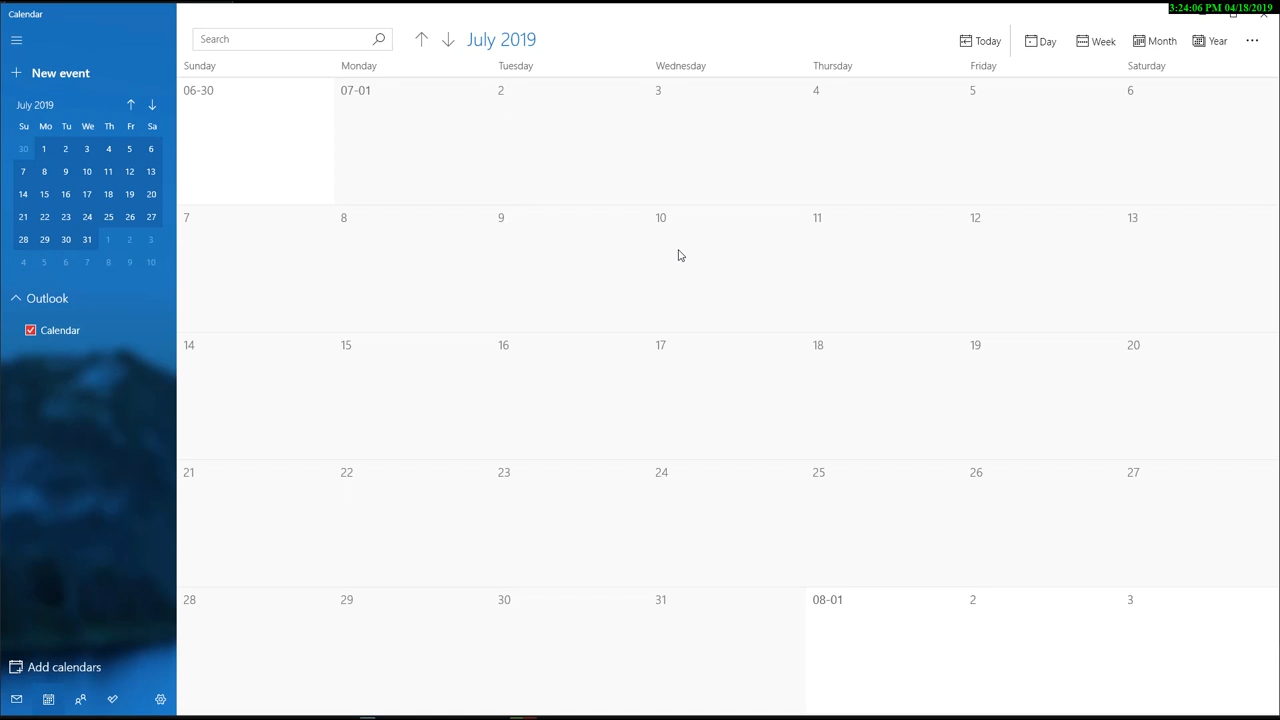 Calendar
3:24:06 PM 04/18/2019
Search
July 2019
Today
Day
Week
Month
Year
New event
July 2019
Su Mo Tu We Th Fr Sa
30 1 2 3 4 5 6
7 8 9 10 11 12 13
14 15 16 17 18 19 20
21 22 23 24 25 26 27
28 29 30 31 1 2 3
4 5 6 7 8 9 10
Outlook
Calendar
Add calendars
Sunday Monday Tuesday Wednesday Thursday Friday Saturday
06-30 07-01 2 3 4 5 6
7 8 9 10 11 12 13
14 15 16 17 18 19 20
21 22 23 24 25 26 27
28 29 30 31 08-01 2 3